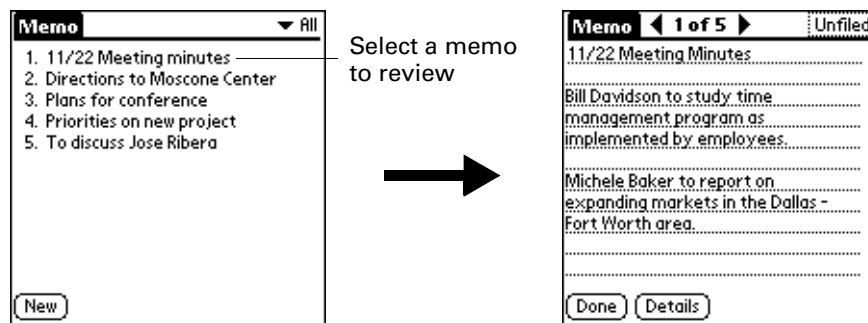 Memo All
1. 11/22 Meeting minutes
2. Directions to Moscone Center
3. Plans for conference
4. Priorities on new project
5. To discuss Jose Ribera
New
Select a memo
to review
Memo 1 of 5 Unfiled
11/22 Meeting Minutes
Bill Davidson to study time
management program as
implemented by employees.
Michele Baker to report on
expanding markets in the Dallas -
Fort Worth area.
Done Details